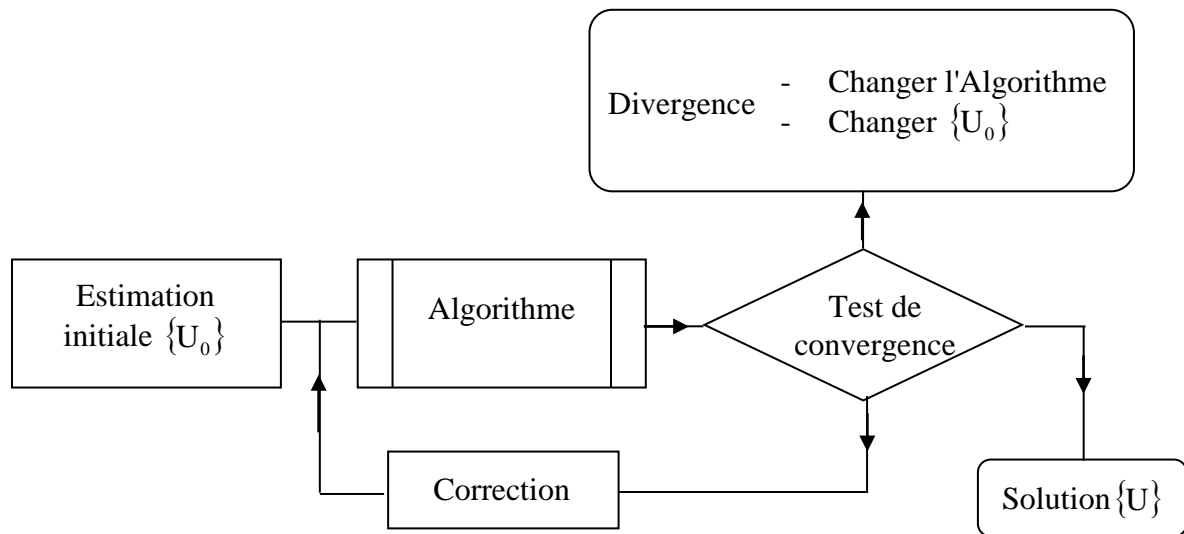 Divergence - Changer l'Algorithme
- Changer {U₀}
Estimation
initiale {U₀}
Algorithme
Test de
convergence
Correction
Solution {U}